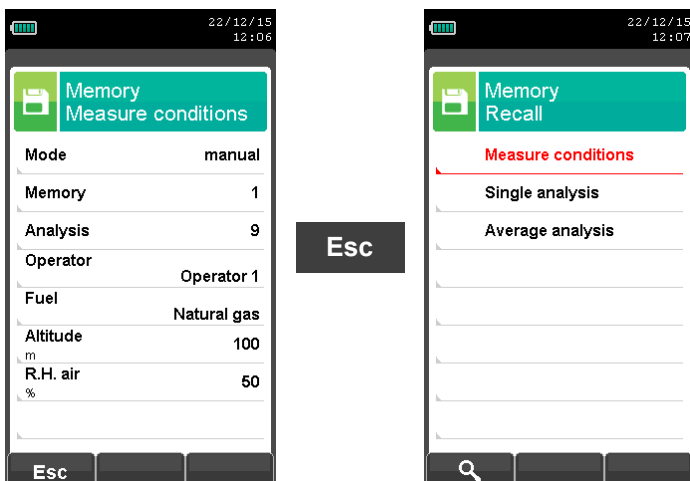 22/12/15
12:06
Memory
Measure conditions
Mode manual
Memory 1
Analysis 9
Operator
Operator 1
Fuel
Natural gas
Altitude
m 100
R.H. air
% 50
Esc
Esc
22/12/15
12:07
Memory
Recall
Measure conditions
Single analysis
Average analysis